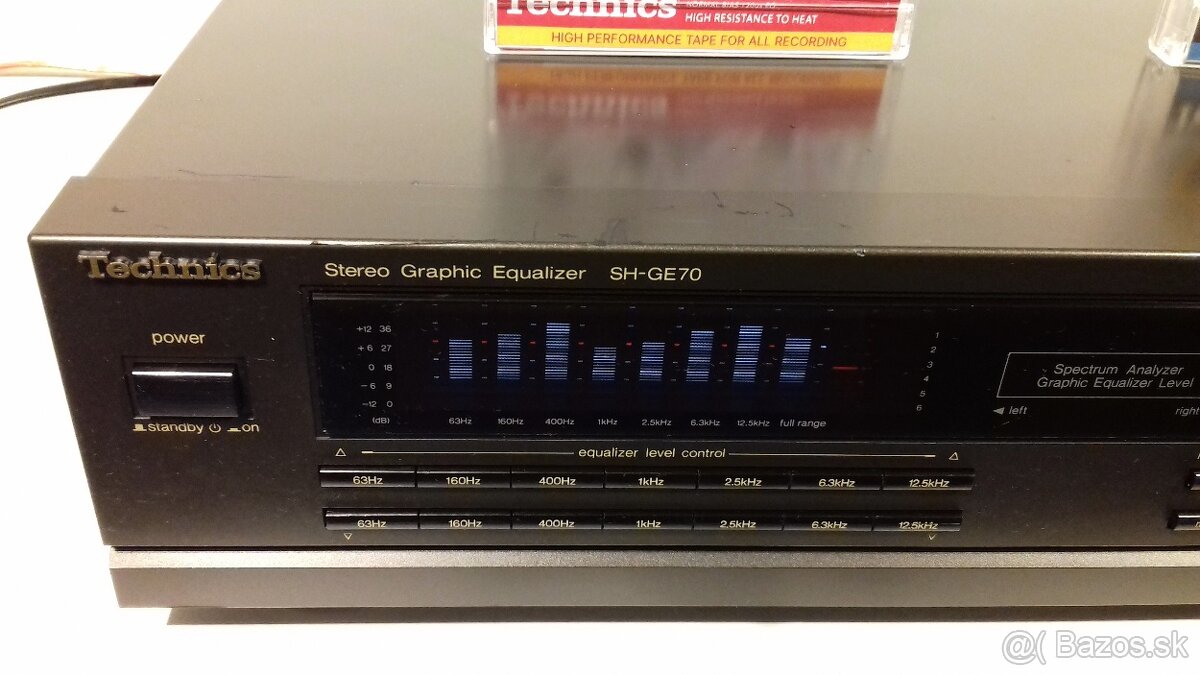 Technics NORMAL BIAS / 120μs EQ
HIGH RESISTANCE TO HEAT
HIGH PERFORMANCE TAPE FOR ALL RECORDING
Technics
Stereo Graphic Equalizer SH-GE70
power
standby on
+12 36
+6 27
0 18
-6 9
-12 0
(dB)
63Hz 160Hz 400Hz 1kHz 2.5kHz 6.3kHz 12.5kHz full range
1
2
3
4
5
6
Spectrum Analyzer
Graphic Equalizer Level
◄ left right
equalizer level control
63Hz 160Hz 400Hz 1kHz 2.5kHz 6.3kHz 12.5kHz
63Hz 160Hz 400Hz 1kHz 2.5kHz 6.3kHz 12.5kHz
@( Bazos.sk